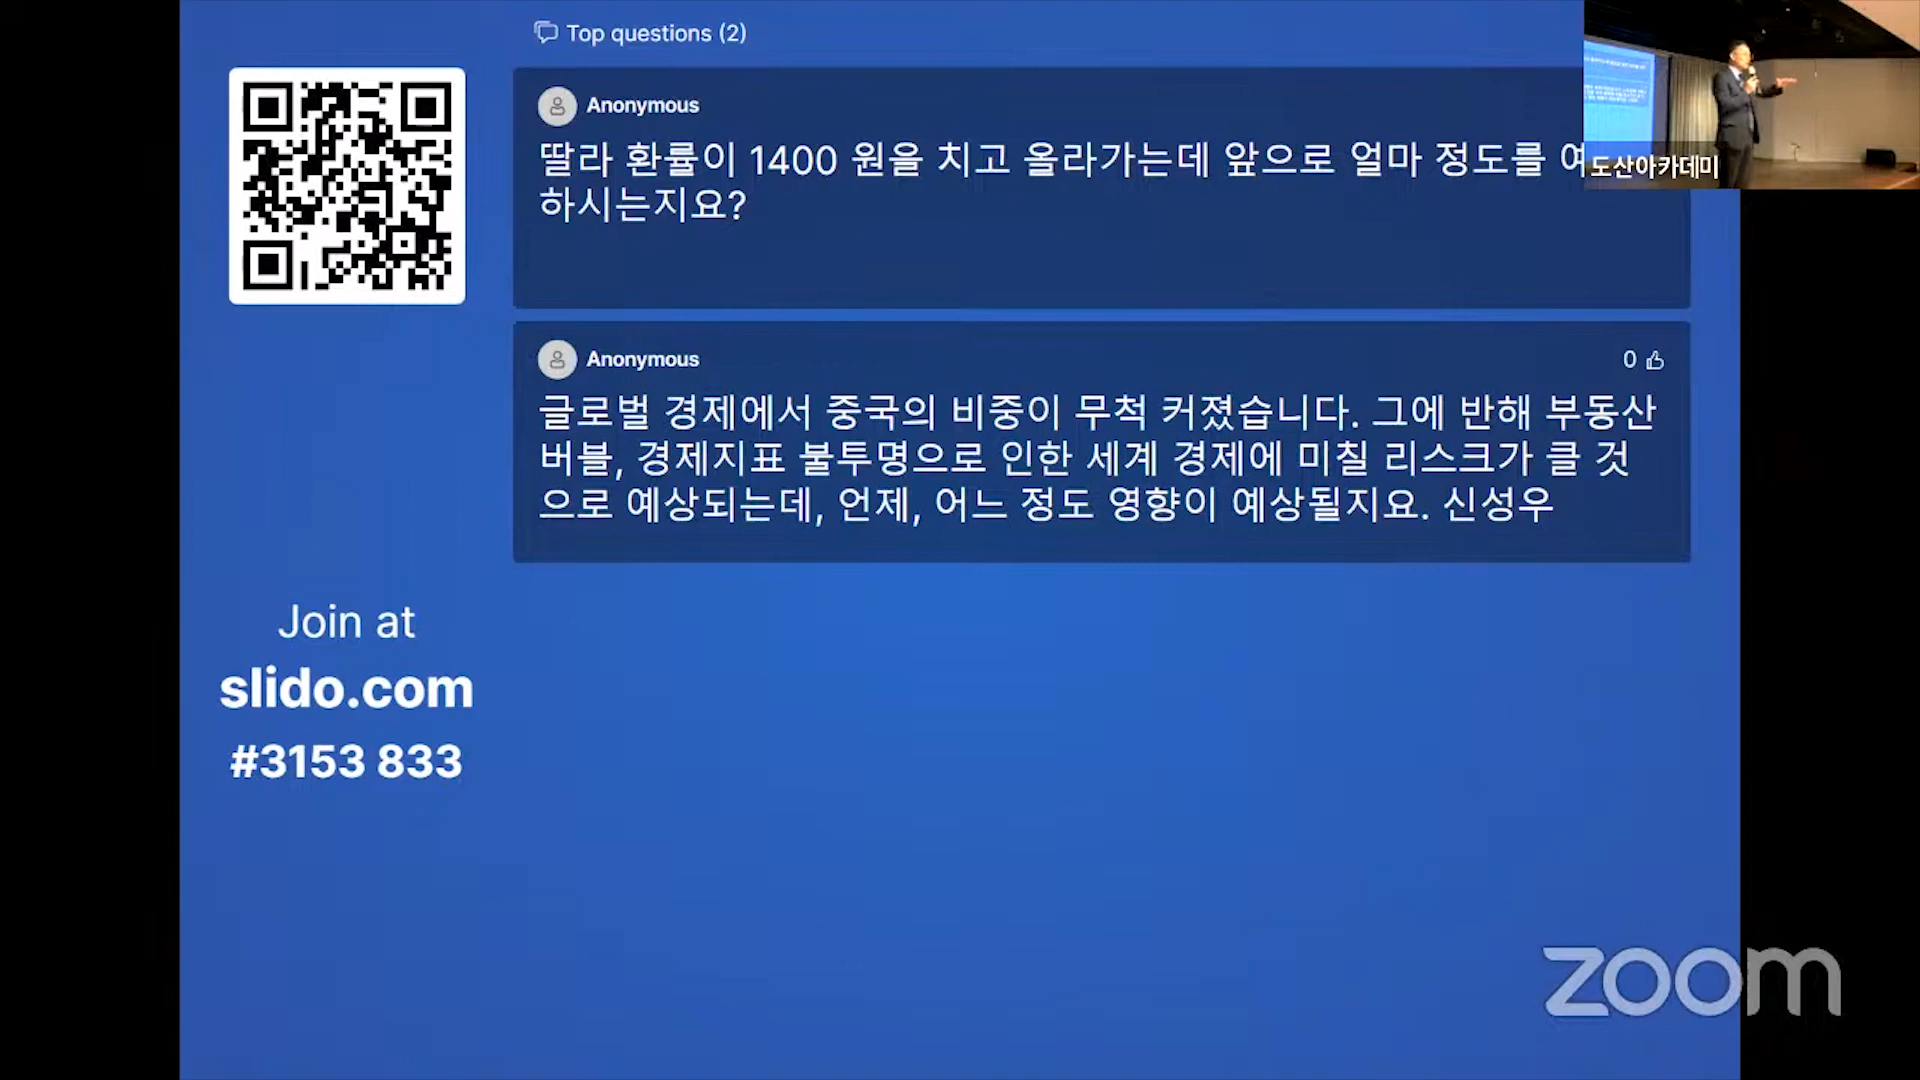 Top questions (2)
Anonymous
딸라 환률이 1400 원을 치고 올라가는데 앞으로 얼마 정도를 예
하시는지요?
도산아카데미
Anonymous
0
글로벌 경제에서 중국의 비중이 무척 커졌습니다. 그에 반해 부동산
버블, 경제지표 불투명으로 인한 세계 경제에 미칠 리스크가 클 것
으로 예상되는데, 언제, 어느 정도 영향이 예상될지요. 신성우
Join at
slido.com
#3153 833
zoom